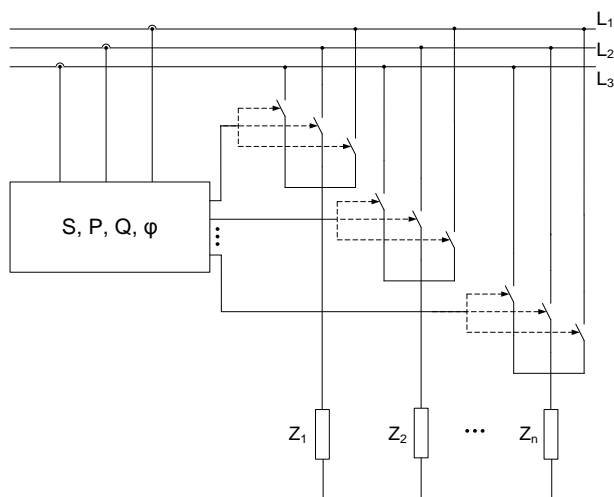 L₁
L₂
L₃
S, P, Q, φ
Z₁
Z₂
...
Zₙ